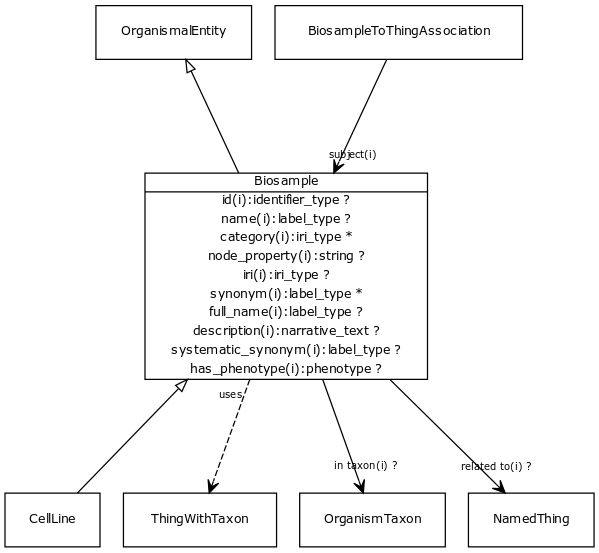 OrganismalEntity
BiosampleToThingAssociation
subject(i)
Biosample
id(i):identifier_type ?
name(i):label_type ?
category(i):iri_type *
node_property(i):string ?
iri(i):iri_type ?
synonym(i):label_type *
full_name(i):label_type ?
description(i):narrative_text ?
systematic_synonym(i):label_type ?
has_phenotype(i):phenotype ?
uses
in taxon(i) ?
related to(i) ?
CellLine
ThingWithTaxon
OrganismTaxon
NamedThing